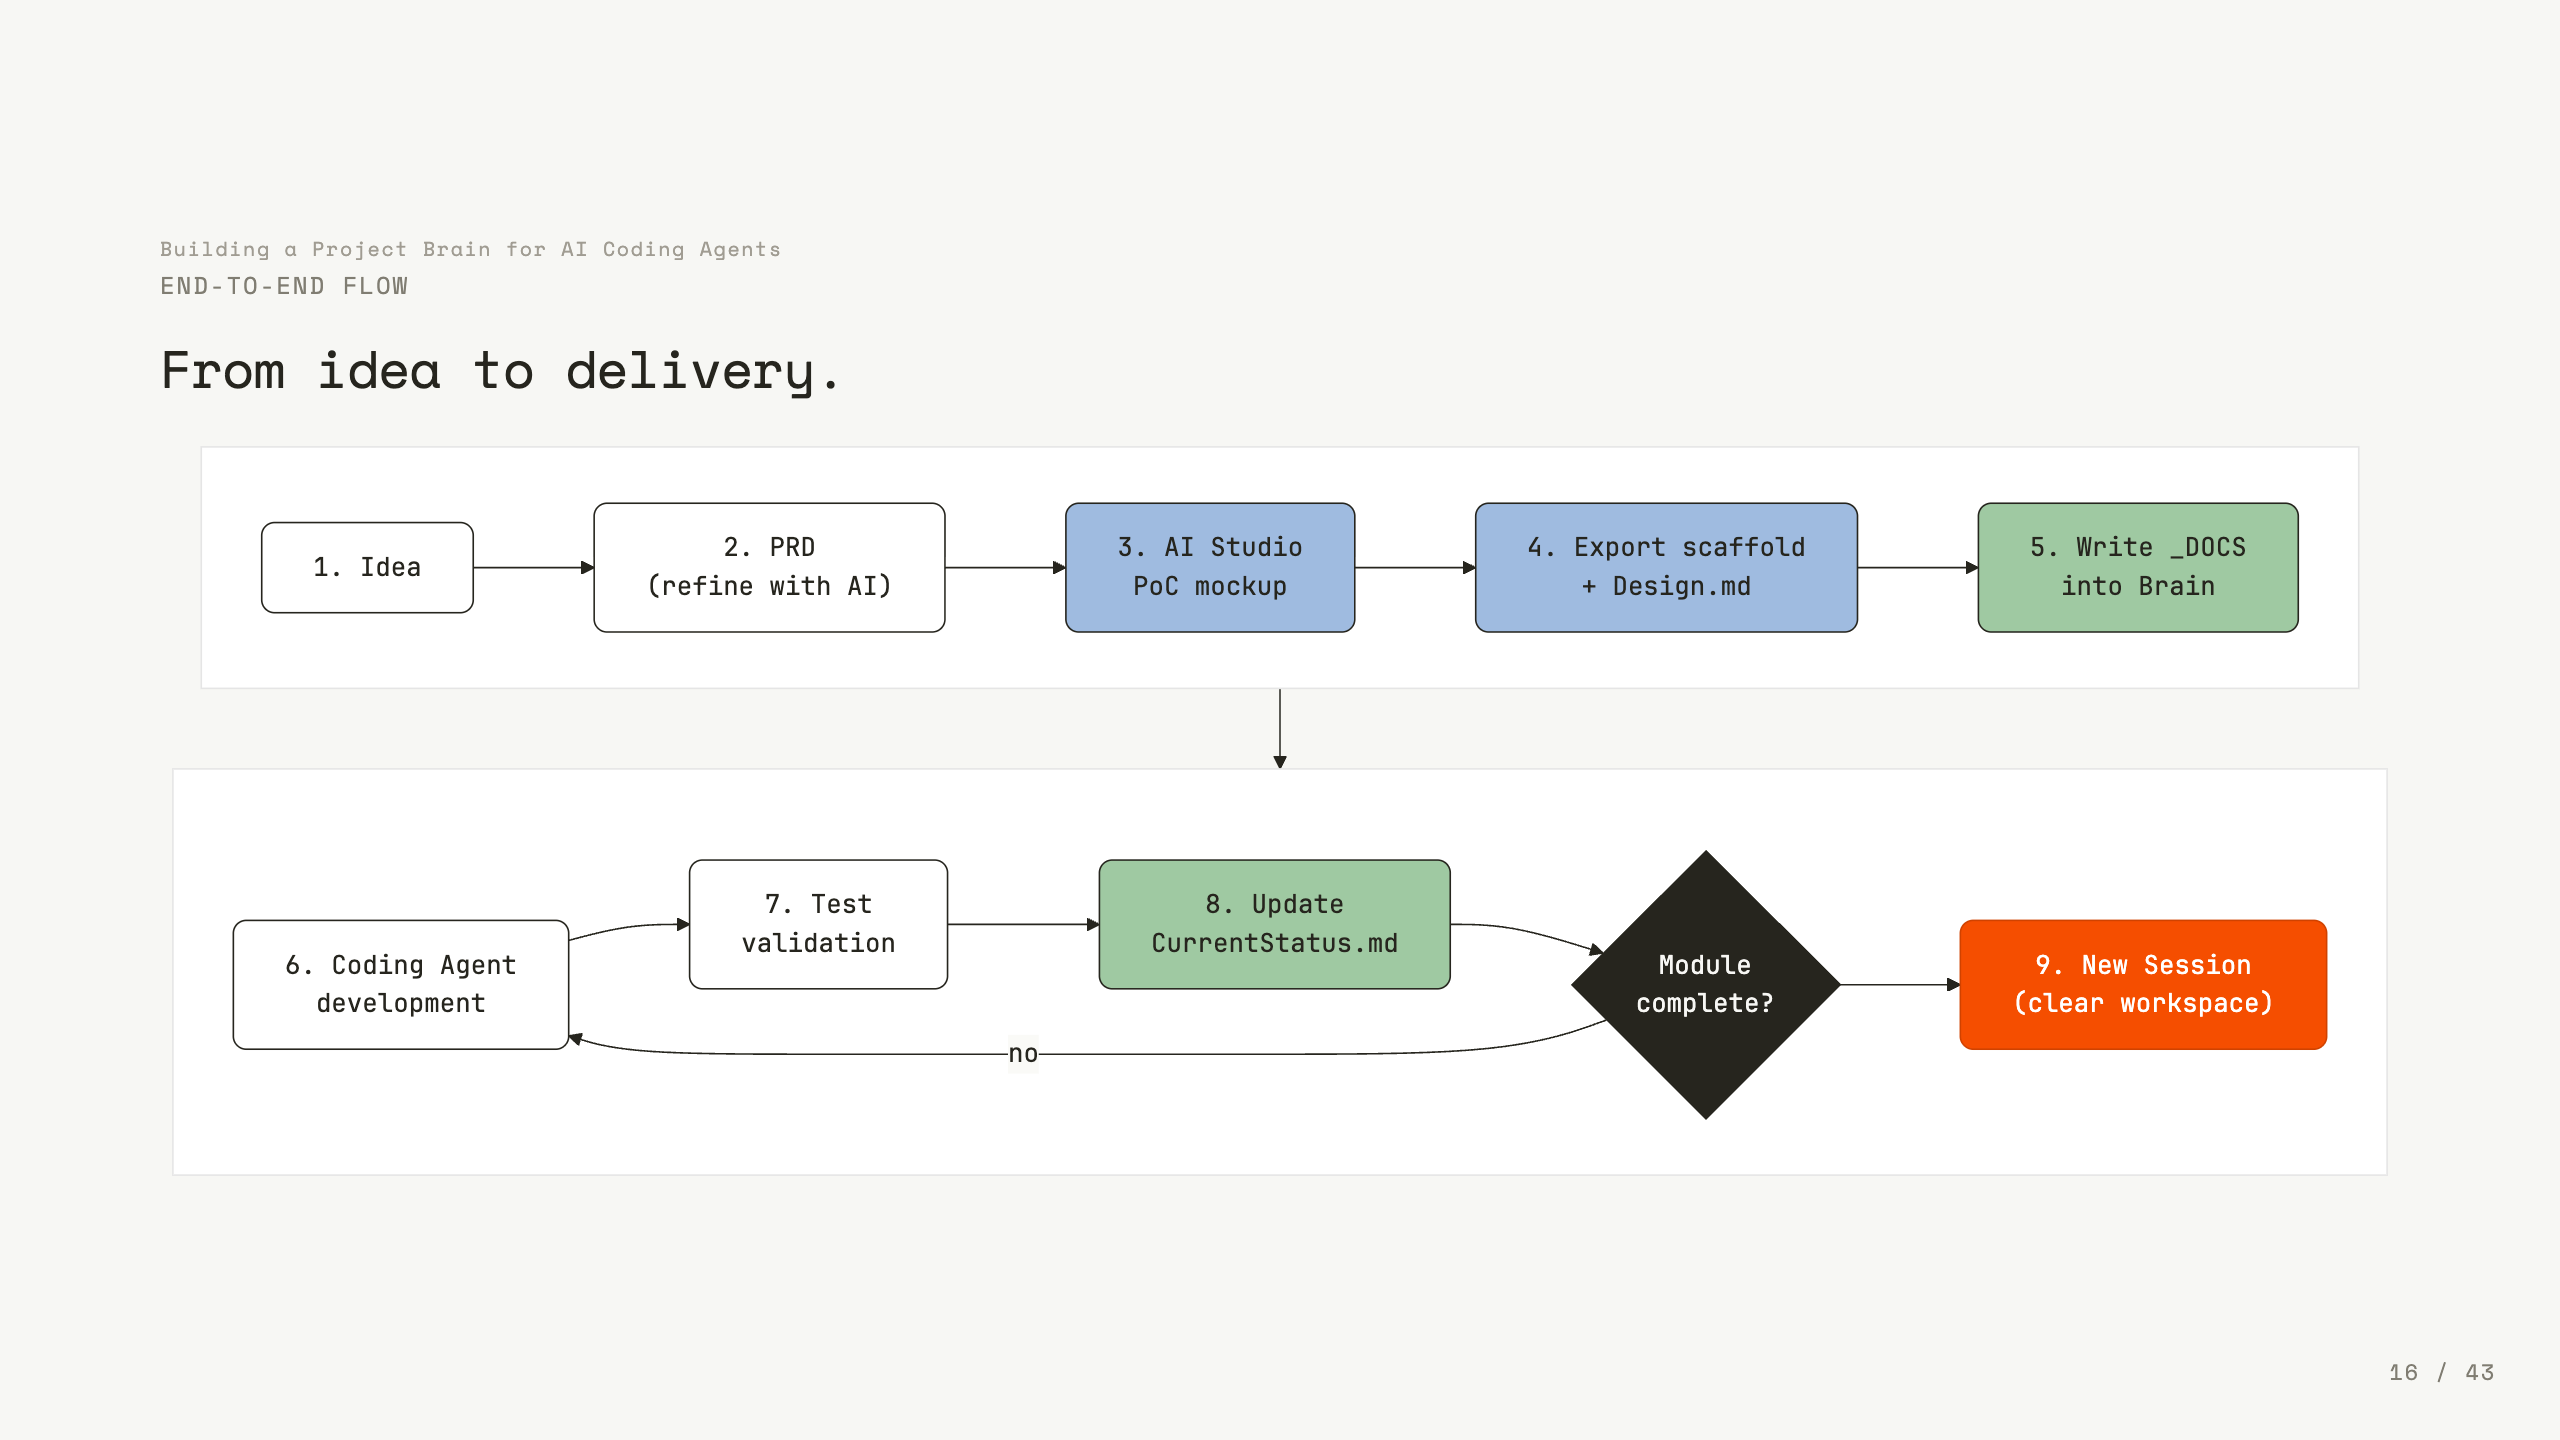 Building a Project Brain for AI Coding Agents
END-TO-END FLOW
From idea to delivery.
1. Idea
2. PRD
(refine with AI)
3. AI Studio
PoC mockup
4. Export scaffold
+ Design.md
5. Write _DOCS
into Brain
6. Coding Agent
development
7. Test
validation
8. Update
CurrentStatus.md
Module
complete?
9. New Session
(clear workspace)
no
16 / 43